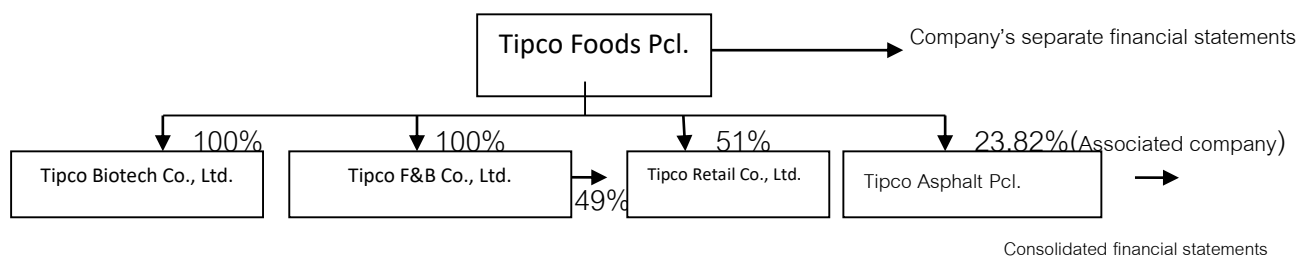 Tipco Foods Pcl.
Company's separate financial statements
100%
100%
51%
23.82%(Associated company)
Tipco Biotech Co., Ltd.
Tipco F&B Co., Ltd.
49%
Tipco Retail Co., Ltd.
Tipco Asphalt Pcl.
Consolidated financial statements